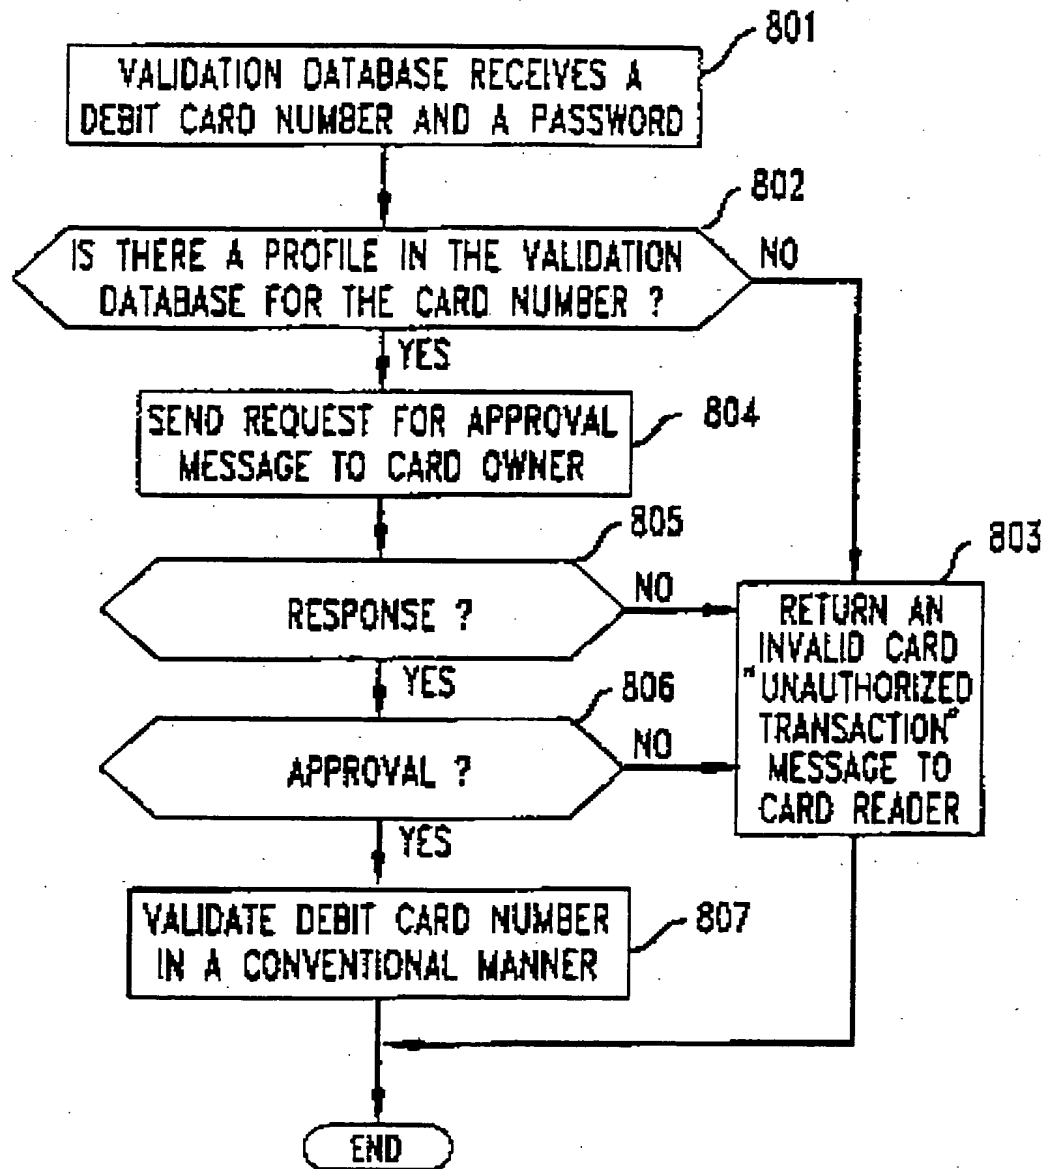 801
VALIDATION DATABASE RECEIVES A
DEBIT CARD NUMBER AND A PASSWORD
802
IS THERE A PROFILE IN THE VALIDATION
DATABASE FOR THE CARD NUMBER ?
NO
YES
SEND REQUEST FOR APPROVAL
MESSAGE TO CARD OWNER
804
805
RESPONSE ?
NO
YES
803
RETURN AN
INVALID CARD
"UNAUTHORIZED
TRANSACTION"
MESSAGE TO
CARD READER
806
APPROVAL ?
NO
YES
VALIDATE DEBIT CARD NUMBER
IN A CONVENTIONAL MANNER
807
END